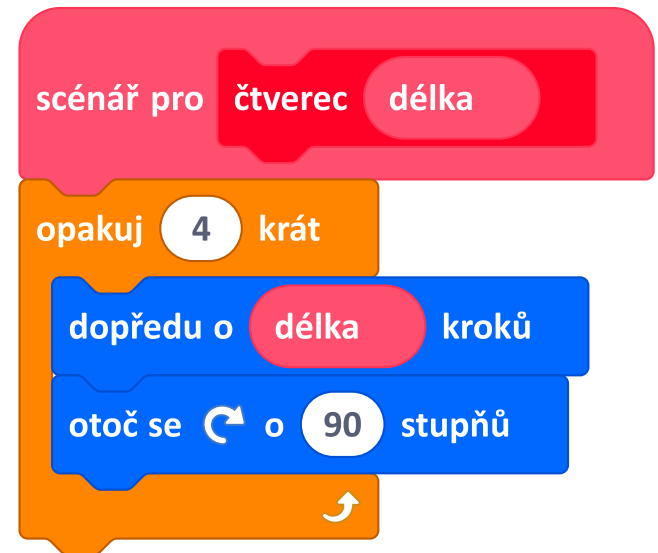 scénář pro čtverec délka
opakuj 4 krát
dopředu o délka kroků
otoč se o 90 stupňů